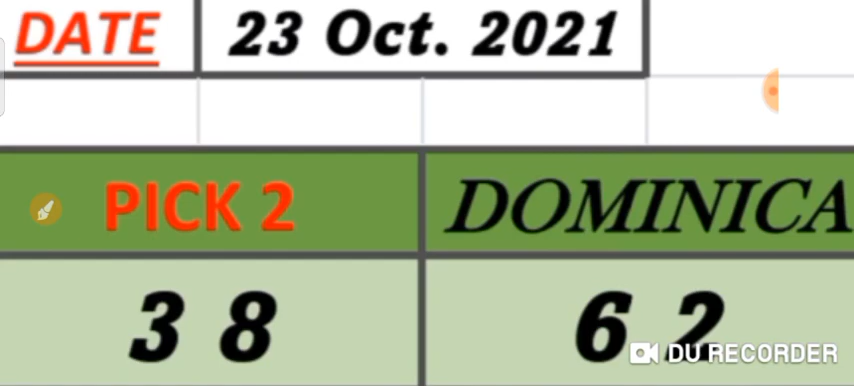 DATE 23 Oct. 2021
PICK 2 DOMINICA
3 8 6 2
DU RECORDER